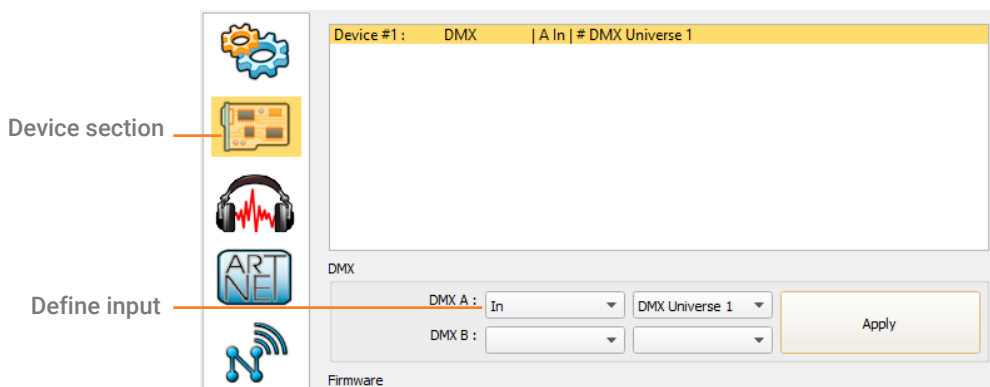 Device #1 : DMX | A In | # DMX Universe 1
Device section
ART
NET
DMX
Define input
DMX A : In DMX Universe 1
Apply
DMX B :
N
Firmware